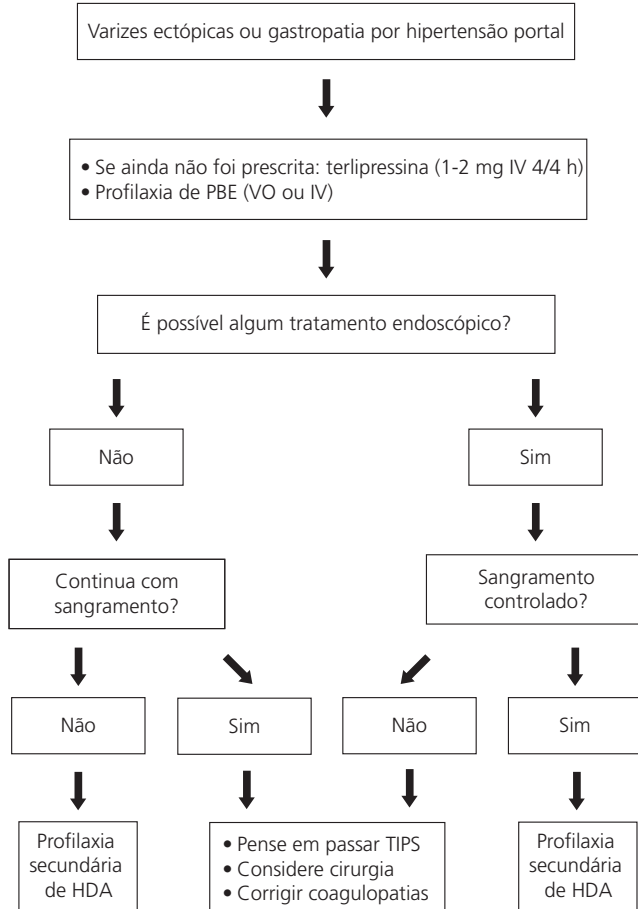 Varizes ectópicas ou gastropatia por hipertensão portal
• Se ainda não foi prescrita: terlipressina (1-2 mg IV 4/4 h)
• Profilaxia de PBE (VO ou IV)
É possível algum tratamento endoscópico?
Não
Sim
Continua com
sangramento?
Sangramento
controlado?
Não
Sim
Não
Sim
Profilaxia
secundária
de HDA
• Pense em passar TIPS
• Considere cirurgia
• Corrigir coagulopatias
Profilaxia
secundária
de HDA